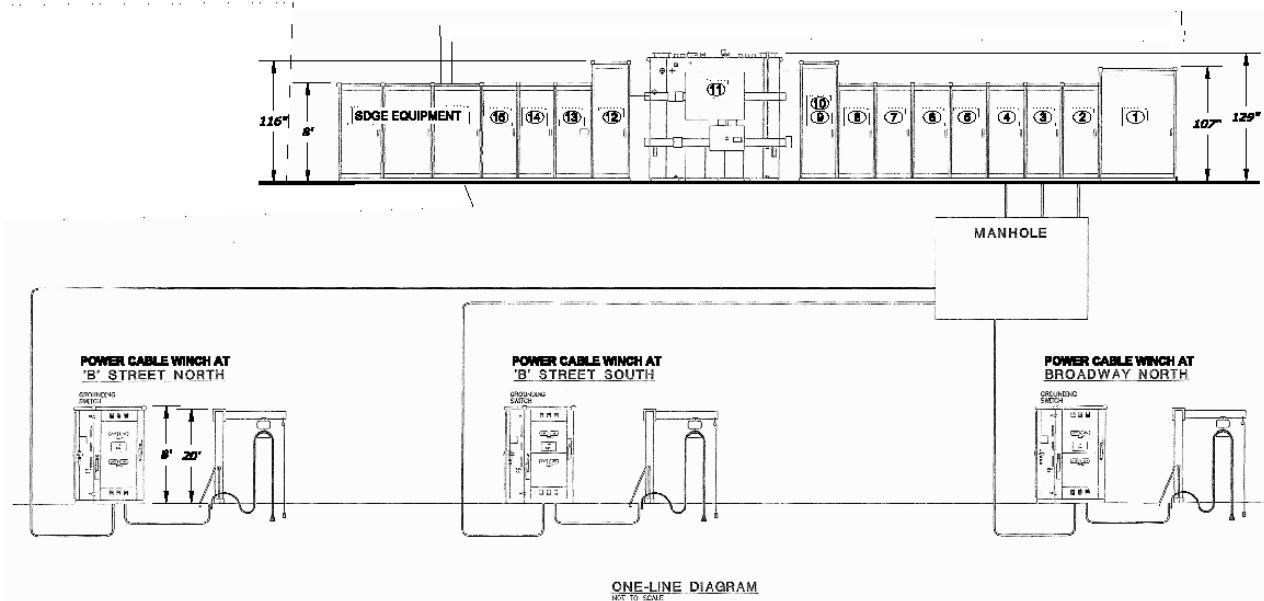 116"
8'
SDGE EQUIPMENT
15
14
13
12
11
10
9
8
7
6
5
4
3
2
1
107"
129"
MANHOLE
POWER CABLE WINCH AT
'B' STREET NORTH
GROUNDING
SWITCH
8'
20'
POWER CABLE WINCH AT
'B' STREET SOUTH
GROUNDING
SWITCH
POWER CABLE WINCH AT
BROADWAY NORTH
GROUNDING
SWITCH
ONE-LINE DIAGRAM
NOT TO SCALE